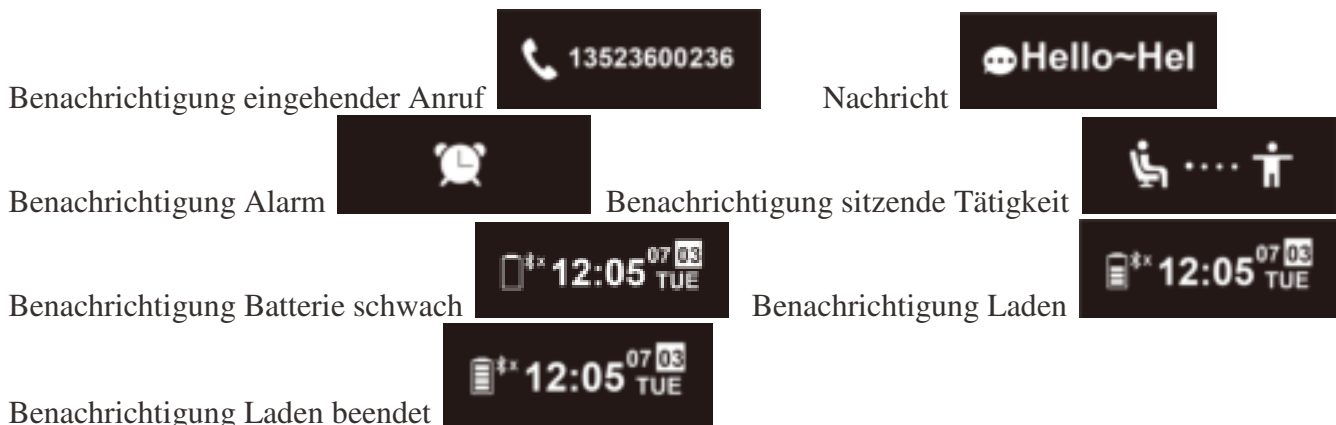 Benachrichtigung eingehender Anruf 13523600236 Nachricht Hello~Hel
Benachrichtigung Alarm Benachrichtigung sitzende Tätigkeit
Benachrichtigung Batterie schwach 12:05 07 03 TUE Benachrichtigung Laden 12:05 07 03 TUE
Benachrichtigung Laden beendet 12:05 07 03 TUE